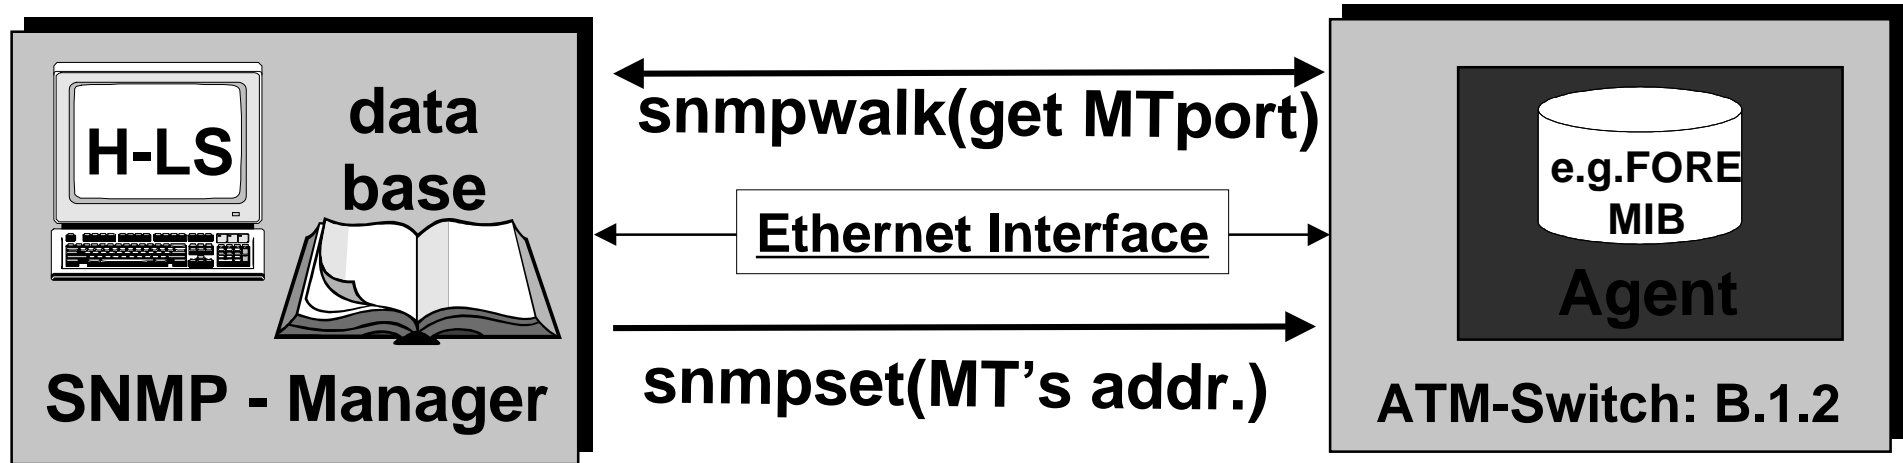 H-LS
data
base
SNMP - Manager
snmpwalk(get MTport)
Ethernet Interface
snmpset(MT’s addr.)
e.g.FORE
MIB
Agent
ATM-Switch: B.1.2